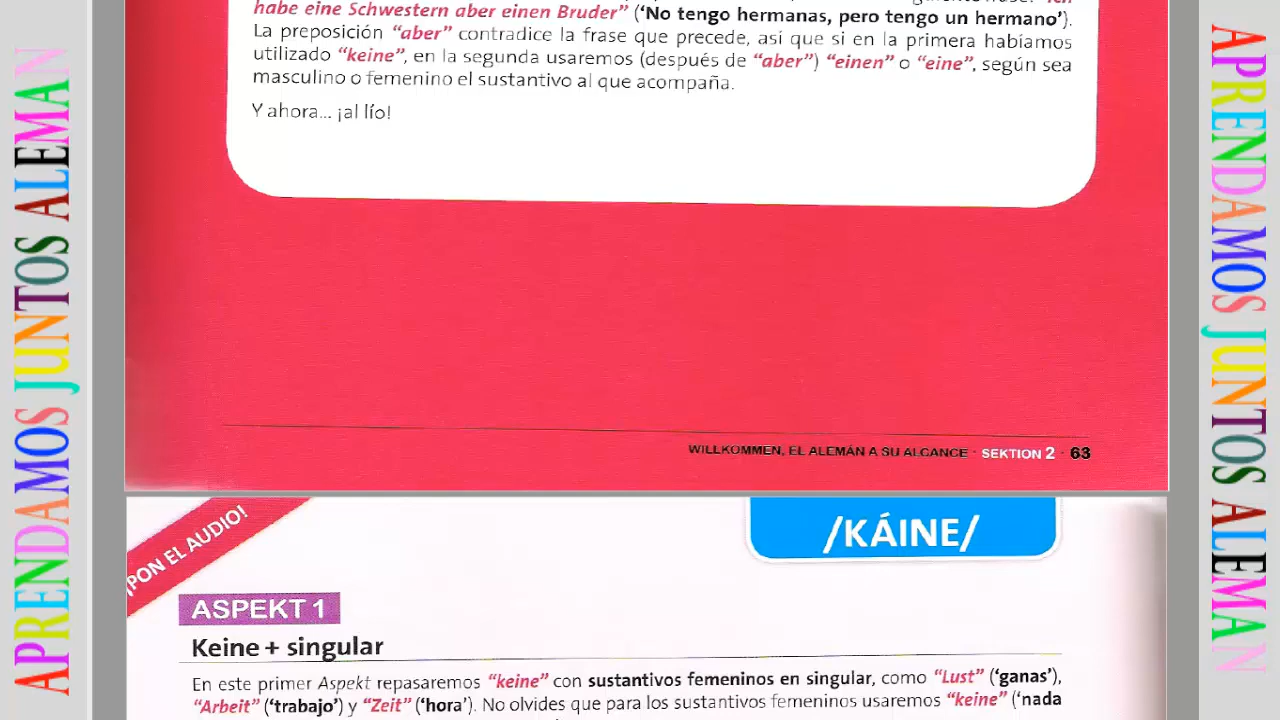 APRENDAMOS JUNTOS ALEMAN
habe eine Schwestern aber einen Bruder” (‘No tengo hermanas, pero tengo un hermano’).
La preposición “aber” contradice la frase que precede, así que si en la primera habíamos
utilizado “keine”, en la segunda usaremos (después de “aber”) “einen” o “eine”, según sea
masculino o femenino el sustantivo al que acompaña.
Y ahora... ¡al lío!
WILLKOMMEN, EL ALEMÁN A SU ALCANCE · SEKTION 2 · 63
¡PON EL AUDIO!
/KÁINE/
ASPEKT 1
Keine + singular
En este primer Aspekt repasaremos “keine” con sustantivos femeninos en singular, como “Lust” (‘ganas’),
“Arbeit” (‘trabajo’) y “Zeit” (‘hora’). No olvides que para los sustantivos femeninos usaremos “keine” (‘nada
APRENDAMOS JUNTOS ALEMAN